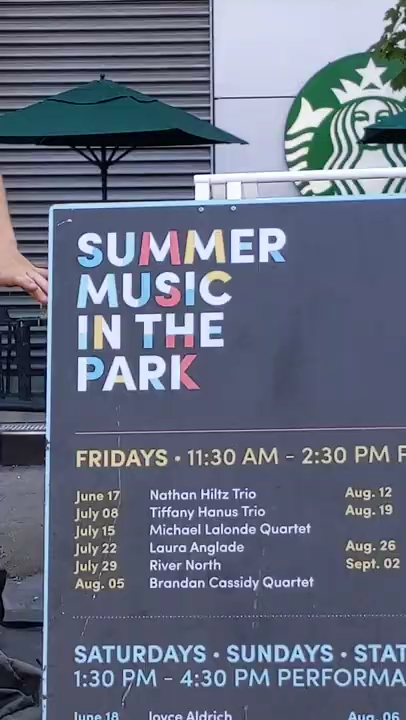 SUMMER
MUSIC
IN THE
PARK
FRIDAYS • 11:30 AM - 2:30 PM
June 17 Nathan Hiltz Trio Aug. 12
July 08 Tiffany Hanus Trio Aug. 19
July 15 Michael Lalonde Quartet
July 22 Laura Anglade Aug. 26
July 29 River North Sept. 02
Aug. 05 Brandan Cassidy Quartet
SATURDAYS • SUNDAYS • STAT
1:30 PM - 4:30 PM PERFORMA
June 18 Joyce Aldrich Aug. 06